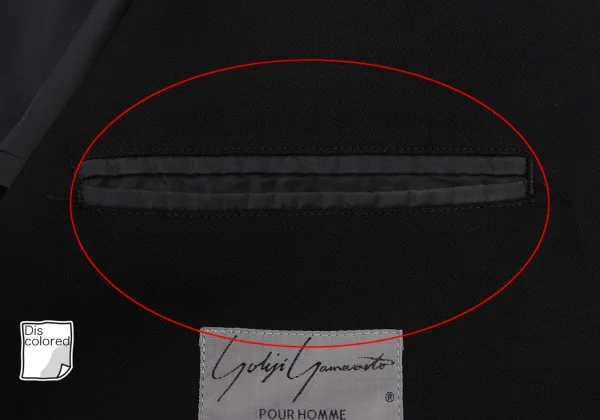 Dis
colored
Yohji Yamamoto
®
POUR HOMME